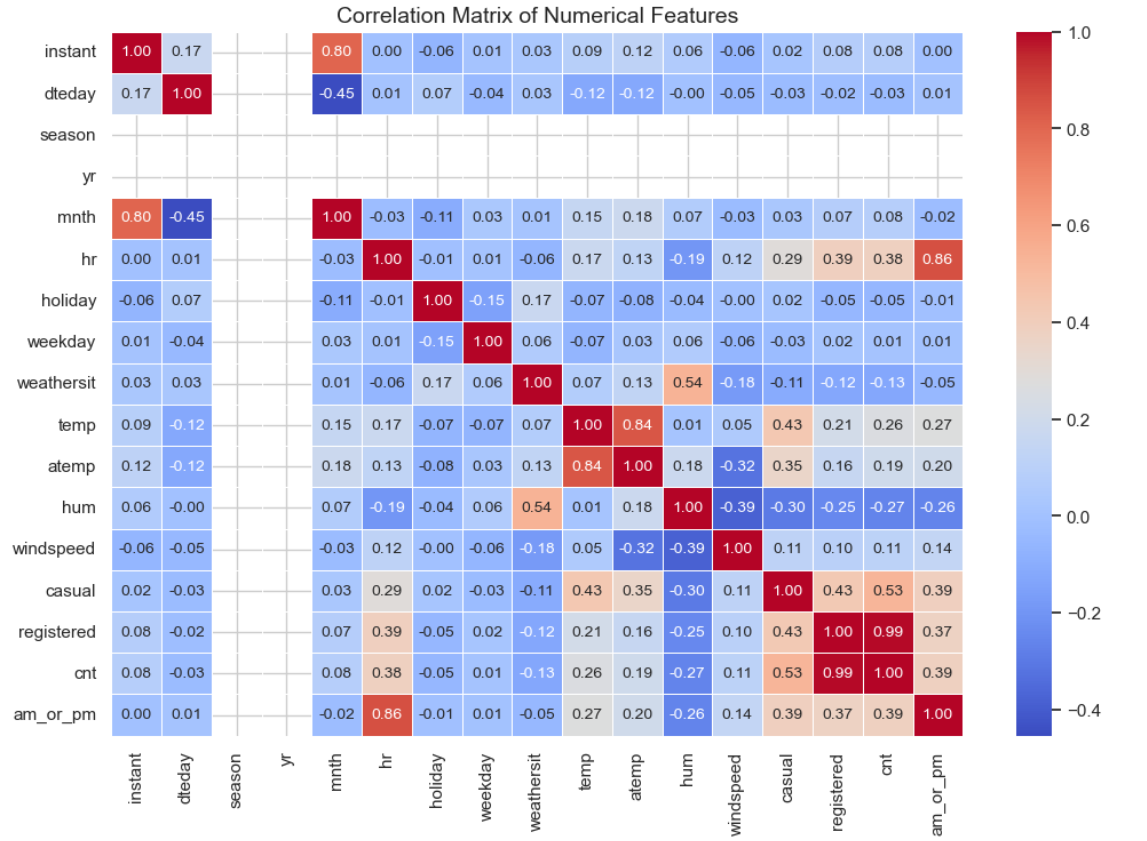 Correlation Matrix of Numerical Features
instant 1.00 0.17 0.80 0.00 -0.06 0.01 0.03 0.09 0.12 0.06 -0.06 0.02 0.08 0.08 0.00
dteday 0.17 1.00 -0.45 0.01 0.07 -0.04 0.03 -0.12 -0.12 -0.00 -0.05 -0.03 -0.02 -0.03 0.01
season
yr
mnth 0.80 -0.45 1.00 -0.03 -0.11 0.03 0.01 0.15 0.18 0.07 -0.03 0.03 0.07 0.08 -0.02
hr 0.00 0.01 -0.03 1.00 -0.01 0.01 -0.06 0.17 0.13 -0.19 0.12 0.29 0.39 0.38 0.86
holiday -0.06 0.07 -0.11 -0.01 1.00 -0.15 0.17 -0.07 -0.08 -0.04 -0.00 0.02 -0.05 -0.05 -0.01
weekday 0.01 -0.04 0.03 0.01 -0.15 1.00 0.06 -0.07 0.03 0.06 -0.06 -0.03 0.02 0.01 0.01
weathersit 0.03 0.03 0.01 -0.06 0.17 0.06 1.00 0.07 0.13 0.54 -0.18 -0.11 -0.12 -0.13 -0.05
temp 0.09 -0.12 0.15 0.17 -0.07 -0.07 0.07 1.00 0.84 0.01 0.05 0.43 0.21 0.26 0.27
atemp 0.12 -0.12 0.18 0.13 -0.08 0.03 0.13 0.84 1.00 0.18 -0.32 0.35 0.16 0.19 0.20
hum 0.06 -0.00 0.07 -0.19 -0.04 0.06 0.54 0.01 0.18 1.00 -0.39 -0.30 -0.25 -0.27 -0.26
windspeed -0.06 -0.05 -0.03 0.12 -0.00 -0.06 -0.18 0.05 -0.32 -0.39 1.00 0.11 0.10 0.11 0.14
casual 0.02 -0.03 0.03 0.29 0.02 -0.03 -0.11 0.43 0.35 -0.30 0.11 1.00 0.43 0.53 0.39
registered 0.08 -0.02 0.07 0.39 -0.05 0.02 -0.12 0.21 0.16 -0.25 0.10 0.43 1.00 0.99 0.37
cnt 0.08 -0.03 0.08 0.38 -0.05 0.01 -0.13 0.26 0.19 -0.27 0.11 0.53 0.99 1.00 0.39
am_or_pm 0.00 0.01 -0.02 0.86 -0.01 0.01 -0.05 0.27 0.20 -0.26 0.14 0.39 0.37 0.39 1.00
instant dteday season yr mnth hr holiday weekday weathersit temp atemp hum windspeed casual registered cnt am_or_pm
1.0
0.8
0.6
0.4
0.2
0.0
−0.2
−0.4